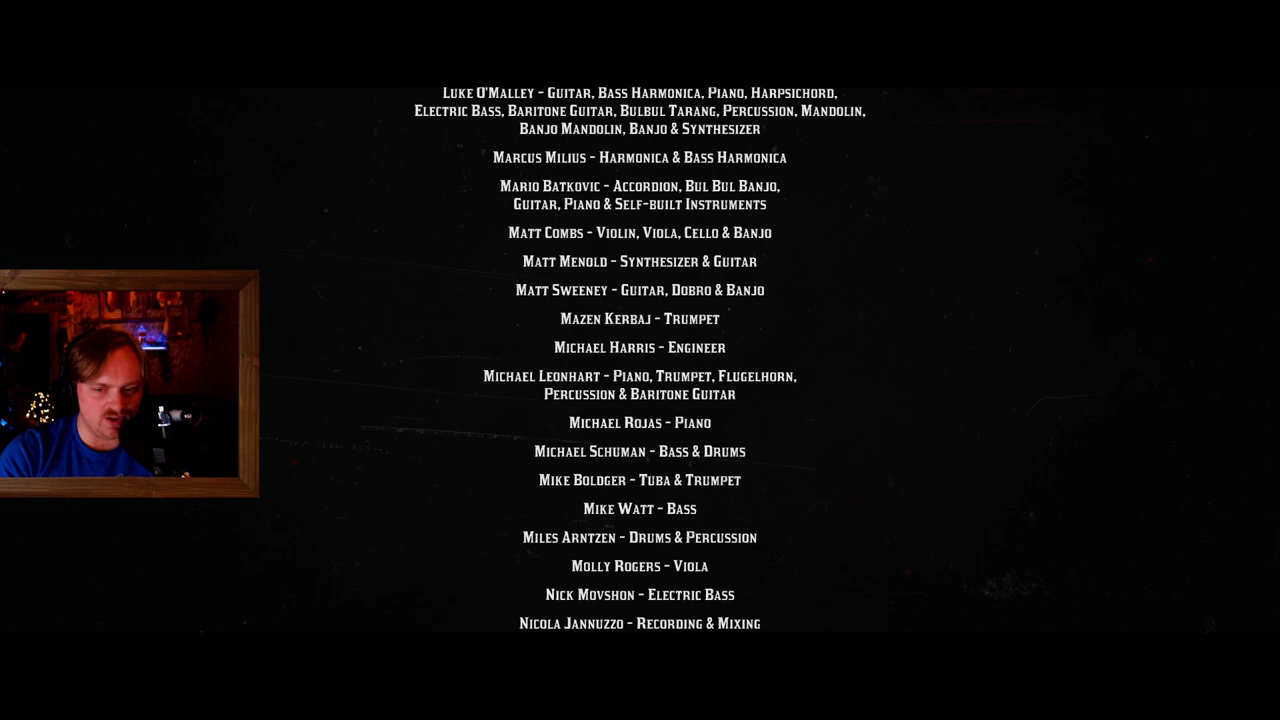 Luke O'Malley - Guitar, Bass Harmonica, Piano, Harpsichord,
Electric Bass, Baritone Guitar, Bulbul Tarang, Percussion, Mandolin,
Banjo Mandolin, Banjo & Synthesizer
Marcus Milius - Harmonica & Bass Harmonica
Mario Batkovic - Accordion, Bul Bul Banjo,
Guitar, Piano & Self-built Instruments
Matt Combs - Violin, Viola, Cello & Banjo
Matt Menold - Synthesizer & Guitar
Matt Sweeney - Guitar, Dobro & Banjo
Mazen Kerbaj - Trumpet
Michael Harris - Engineer
Michael Leonhart - Piano, Trumpet, Flugelhorn,
Percussion & Baritone Guitar
Michael Rojas - Piano
Michael Schuman - Bass & Drums
Mike Boldger - Tuba & Trumpet
Mike Watt - Bass
Miles Arntzen - Drums & Percussion
Molly Rogers - Viola
Nick Movshon - Electric Bass
Nicola Jannuzzo - Recording & Mixing